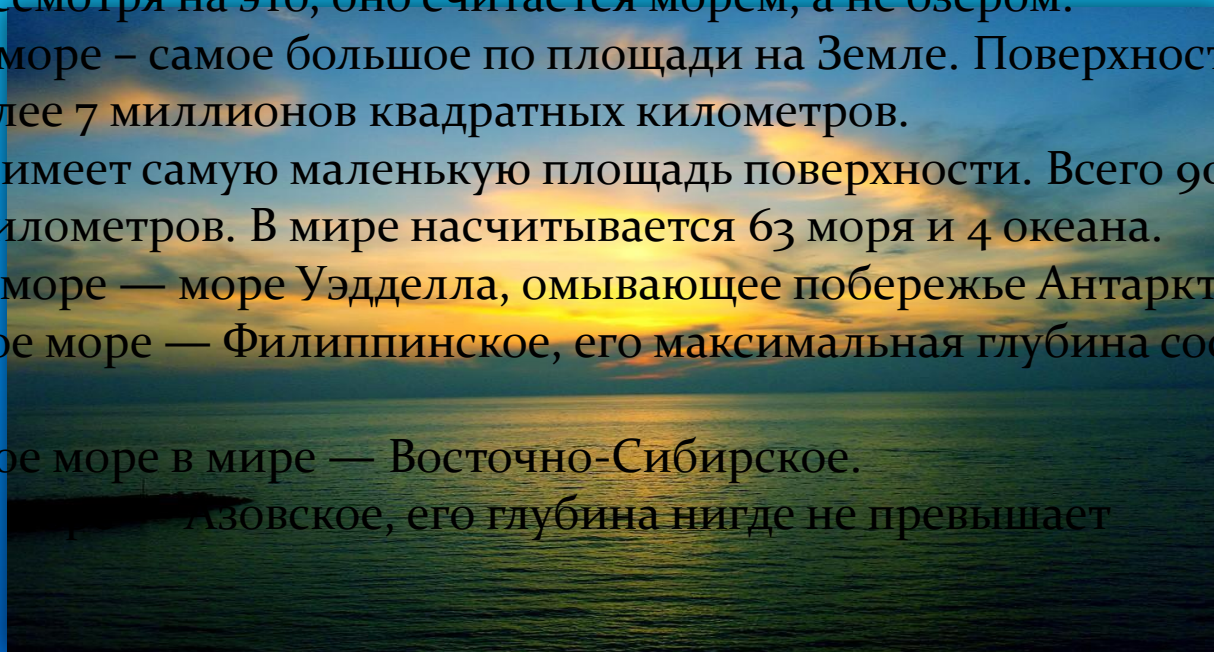 смотря на это, оно считается морем, а не озером.
море – самое большое по площади на Земле. Поверхност
лее 7 миллионов квадратных километров.
имеет самую маленькую площадь поверхности. Всего 90
илометров. В мире насчитывается 63 моря и 4 океана.
море — море Уэдделла, омывающее побережье Антаркт
ое море — Филиппинское, его максимальная глубина сос
ое море в мире — Восточно-Сибирское.
Азовское, его глубина нигде не превышает